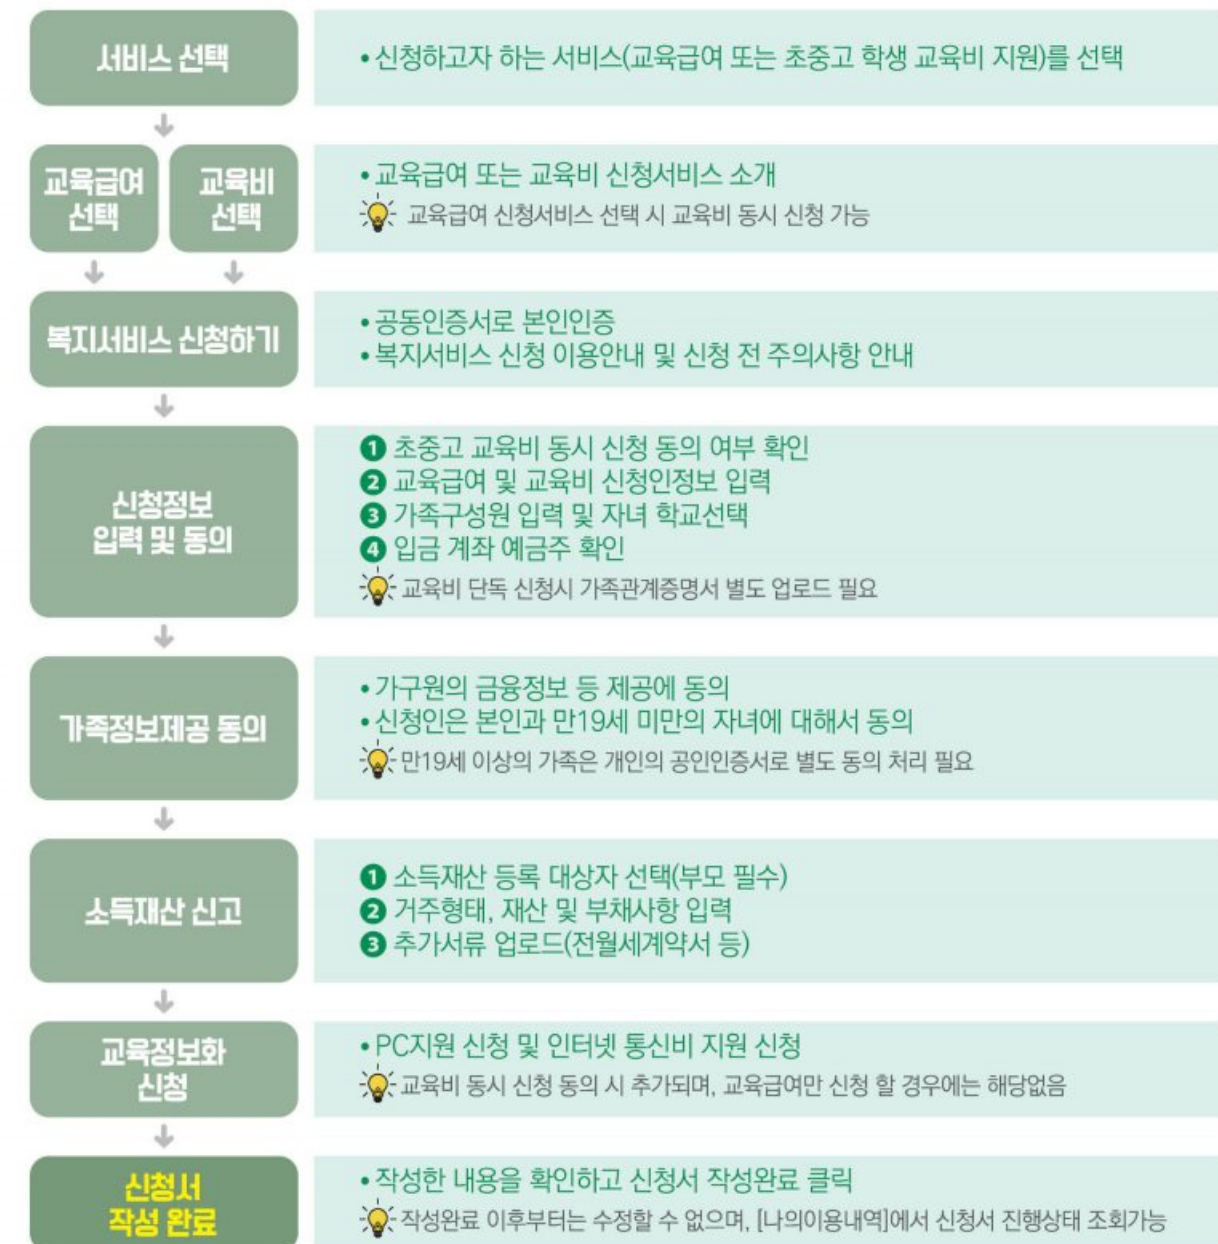 서비스 선택
• 신청하고자 하는 서비스(교육급여 또는 초중고 학생 교육비 지원)를 선택
교육급여
선택
교육비
선택
• 교육급여 또는 교육비 신청서비스 소개
교육급여 신청서비스 선택 시 교육비 동시 신청 가능
복지서비스 신청하기
• 공동인증서로 본인인증
• 복지서비스 신청 이용안내 및 신청 전 주의사항 안내
신청정보
입력 및 동의
❶ 초중고 교육비 동시 신청 동의 여부 확인
❷ 교육급여 및 교육비 신청인정보 입력
❸ 가족구성원 입력 및 자녀 학교선택
❹ 입금 계좌 예금주 확인
교육비 단독 신청시 가족관계증명서 별도 업로드 필요
가족정보제공 동의
• 가구원의 금융정보 등 제공에 동의
• 신청인은 본인과 만19세 미만의 자녀에 대해서 동의
만19세 이상의 가족은 개인의 공인인증서로 별도 동의 처리 필요
소득재산 신고
❶ 소득재산 등록 대상자 선택(부모 필수)
❷ 거주형태, 재산 및 부채사항 입력
❸ 추가서류 업로드(전월세계약서 등)
교육정보화
신청
• PC지원 신청 및 인터넷 통신비 지원 신청
교육비 동시 신청 동의 시 추가되며, 교육급여만 신청 할 경우에는 해당없음
신청서
작성 완료
• 작성한 내용을 확인하고 신청서 작성완료 클릭
작성완료 이후부터는 수정할 수 없으며, [나의이용내역]에서 신청서 진행상태 조회가능